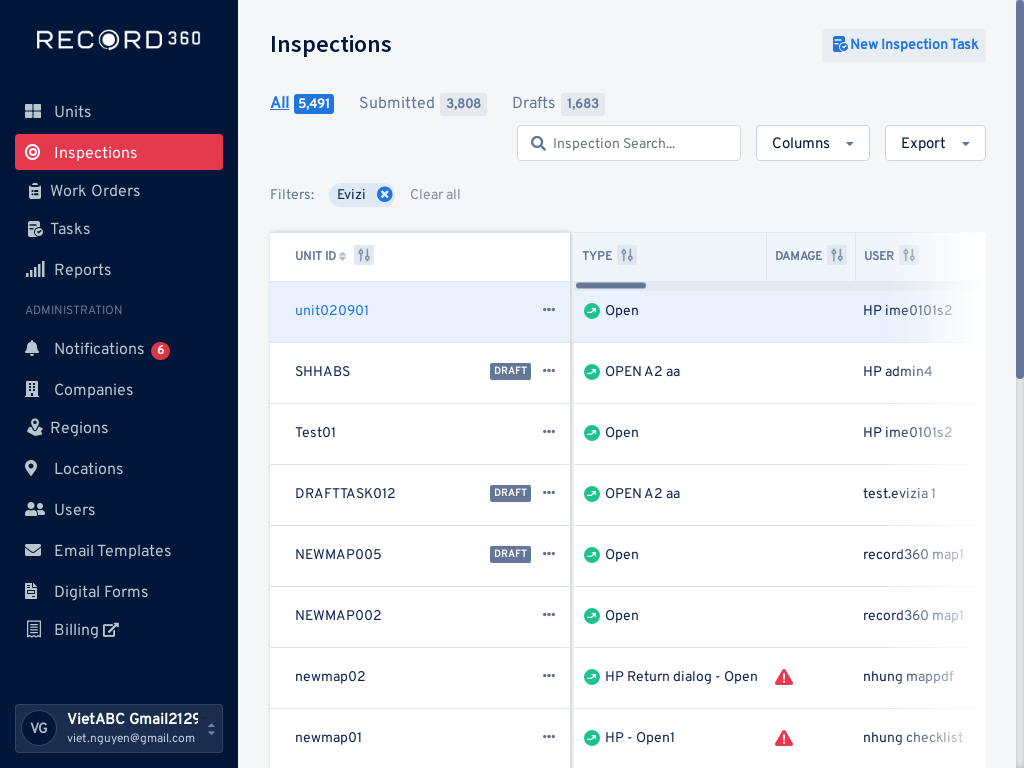 RECORD360
Units
Inspections
Work Orders
Tasks
Reports
ADMINISTRATION
Notifications 6
Companies
Regions
Locations
Users
Email Templates
Digital Forms
Billing
VG
VietABC Gmail2129
viet.nguyen@gmail.com
Inspections
New Inspection Task
All 5,491 Submitted 3,808 Drafts 1,683
Inspection Search... Columns Export
Filters: Evizi Clear all
UNIT ID TYPE DAMAGE USER
unit020901 ••• Open HP ime0101s2
SHHABS DRAFT ••• OPEN A2 aa HP admin4
Test01 ••• Open HP ime0101s2
DRAFTTASK012 DRAFT ••• OPEN A2 aa test.evizia 1
NEWMAP005 DRAFT ••• Open record360 map1
NEWMAP002 ••• Open record360 map1
newmap02 ••• HP Return dialog - Open nhung mappdf
newmap01 ••• HP - Open1 nhung checklist